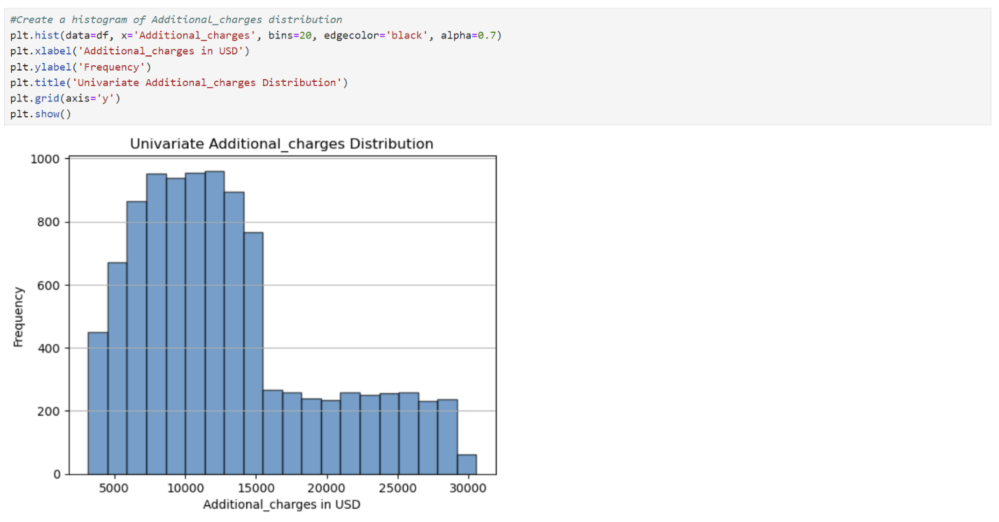 #Create a histogram of Additional_charges distribution
plt.hist(data=df, x='Additional_charges', bins=20, edgecolor='black', alpha=0.7)
plt.xlabel('Additional_charges in USD')
plt.ylabel('Frequency')
plt.title('Univariate Additional_charges Distribution')
plt.grid(axis='y')
plt.show()
Univariate Additional_charges Distribution
1000
800
600
400
200
0
Frequency
5000 10000 15000 20000 25000 30000
Additional_charges in USD